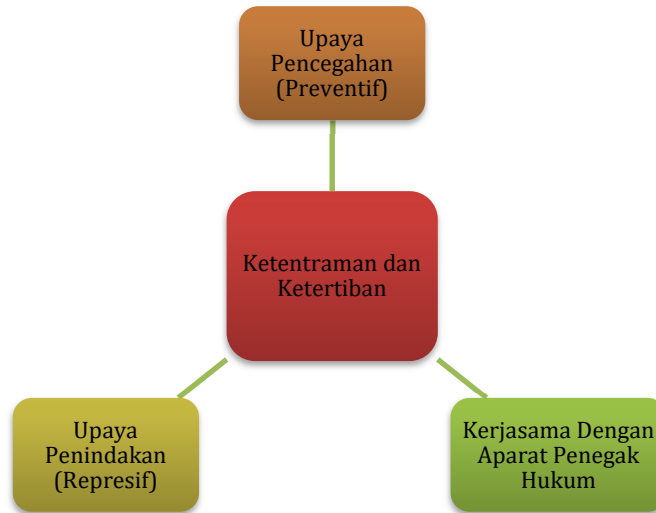 Upaya
Pencegahan
(Preventif)
Ketentraman dan
Ketertiban
Upaya
Penindakan
(Represif)
Kerjasama Dengan
Aparat Penegak
Hukum